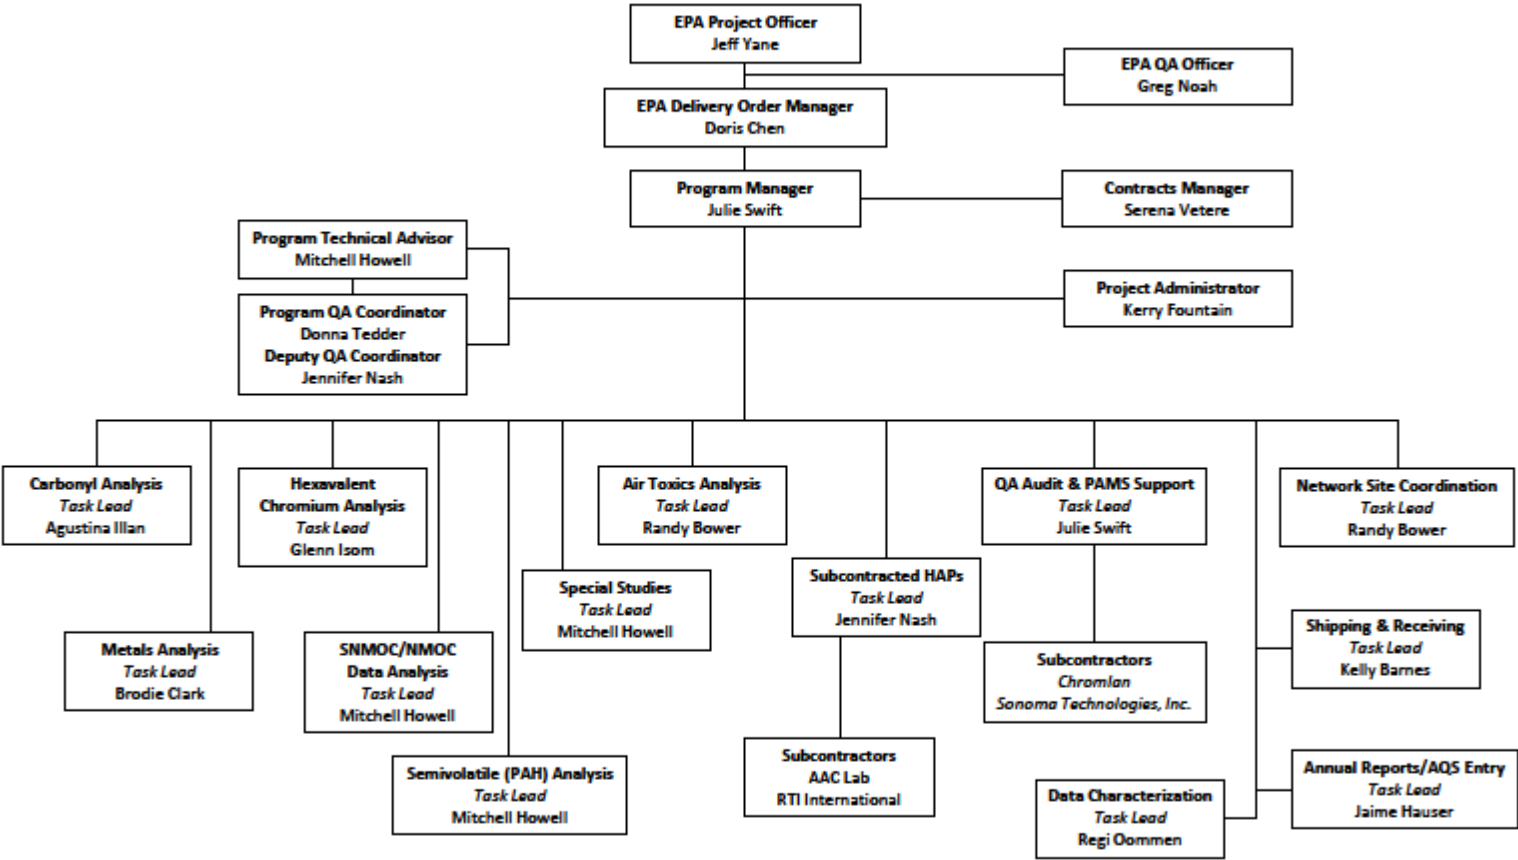 EPA Project Officer
Jeff Yane
EPA QA Officer
Greg Noah
EPA Delivery Order Manager
Doris Chen
Program Manager
Julie Swift
Contracts Manager
Serena Vetere
Program Technical Advisor
Mitchell Howell
Project Administrator
Kerry Fountain
Program QA Coordinator
Donna Tedder
Deputy QA Coordinator
Jennifer Nash
Carbonyl Analysis
Task Lead
Agustina Illan
Hexavalent
Chromium Analysis
Task Lead
Glenn Isom
Air Toxics Analysis
Task Lead
Randy Bower
QA Audit & PAMS Support
Task Lead
Julie Swift
Network Site Coordination
Task Lead
Randy Bower
Special Studies
Task Lead
Mitchell Howell
Subcontracted HAPs
Task Lead
Jennifer Nash
Metals Analysis
Task Lead
Brodie Clark
SNMOC/NMOC
Data Analysis
Task Lead
Mitchell Howell
Subcontractors
Chromian
Sonoma Technologies, Inc.
Shipping & Receiving
Task Lead
Kelly Barnes
Semivolatile (PAH) Analysis
Task Lead
Mitchell Howell
Subcontractors
AAC Lab
RTI International
Data Characterization
Task Lead
Regi Oommen
Annual Reports/AQS Entry
Task Lead
Jaime Hauser